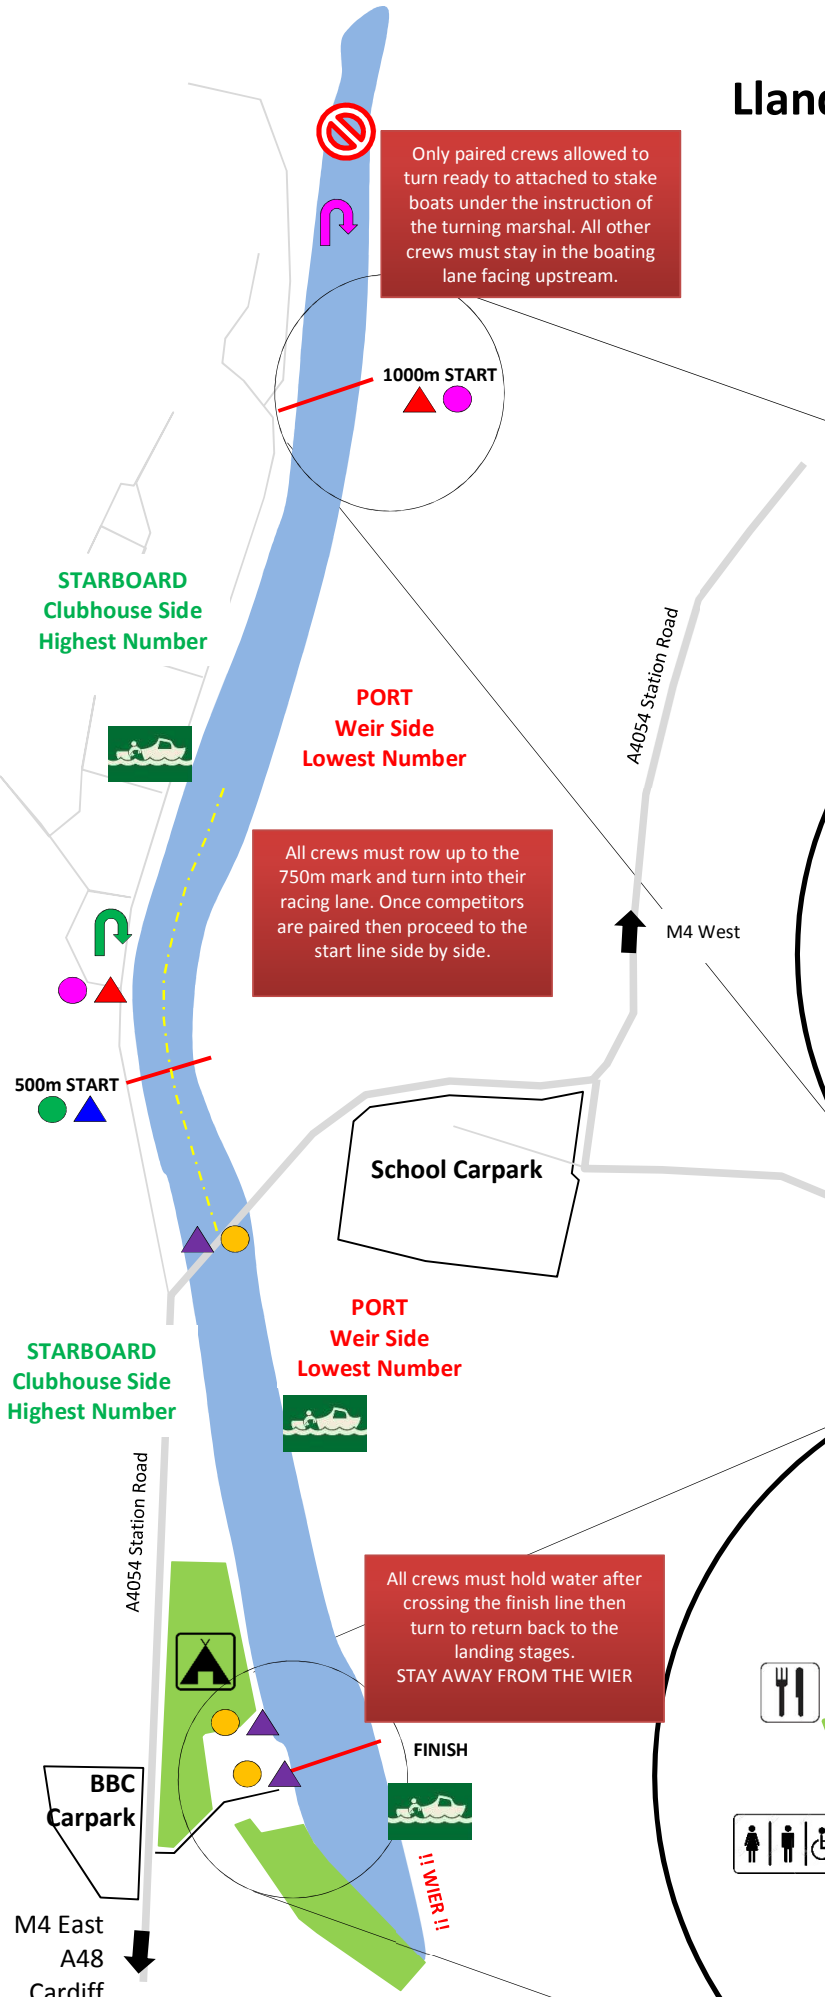 Only paired crews allowed to
turn ready to attached to stake
boats under the instruction of
the turning marshal. All other
crews must stay in the boating
lane facing upstream.
1000m START
STARBOARD
Clubhouse Side
Highest Number
A4054 Station Road
PORT
Weir Side
Lowest Number
All crews must row up to the
750m mark and turn into their
racing lane. Once competitors
are paired then proceed to the
start line side by side.
M4 West
500m START
School Carpark
PORT
Weir Side
Lowest Number
STARBOARD
Clubhouse Side
Highest Number
A4054 Station Road
All crews must hold water after
crossing the finish line then
turn to return back to the
landing stages.
STAY AWAY FROM THE WIER
FINISH
BBC
Carpark
!! WIER !!
M4 East
A48
Cardiff